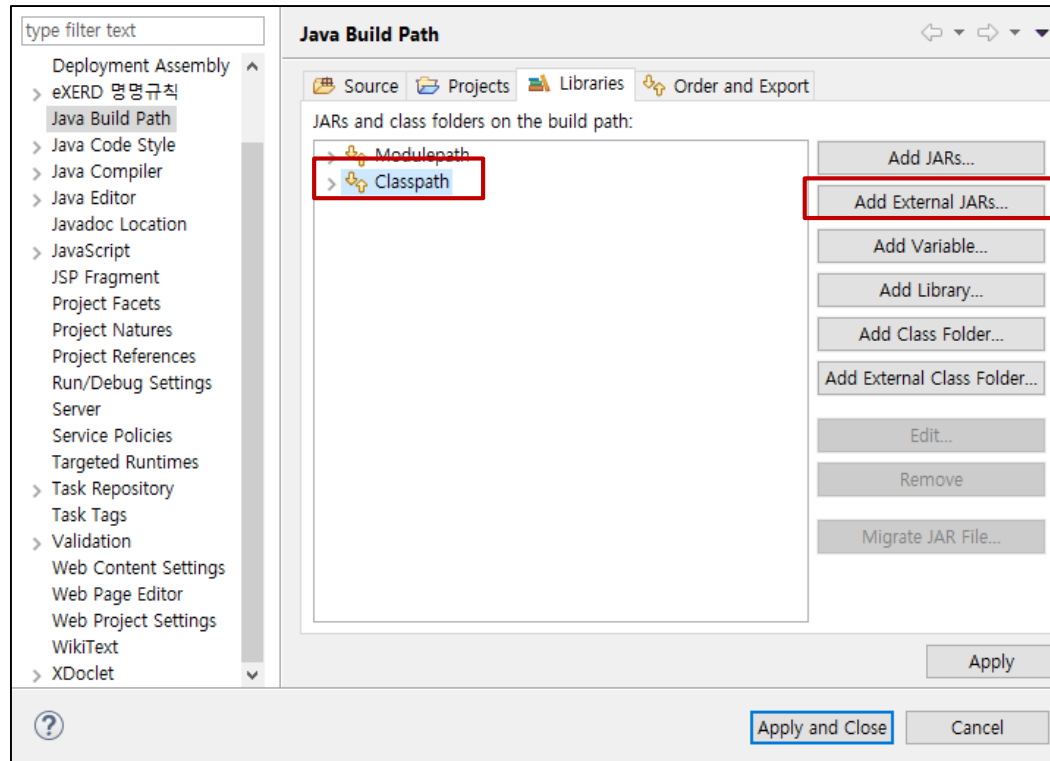 type filter text
Deployment Assembly
eXERD 명명규칙
Java Build Path
Java Code Style
Java Compiler
Java Editor
Javadoc Location
JavaScript
JSP Fragment
Project Facets
Project Natures
Project References
Run/Debug Settings
Server
Service Policies
Targeted Runtimes
Task Repository
Task Tags
Validation
Web Content Settings
Web Page Editor
Web Project Settings
WikiText
XDoclet
Java Build Path
Source Projects Libraries Order and Export
JARs and class folders on the build path:
Modulepath
Classpath
Add JARs...
Add External JARs...
Add Variable...
Add Library...
Add Class Folder...
Add External Class Folder...
Edit...
Remove
Migrate JAR File...
Apply
?
Apply and Close Cancel